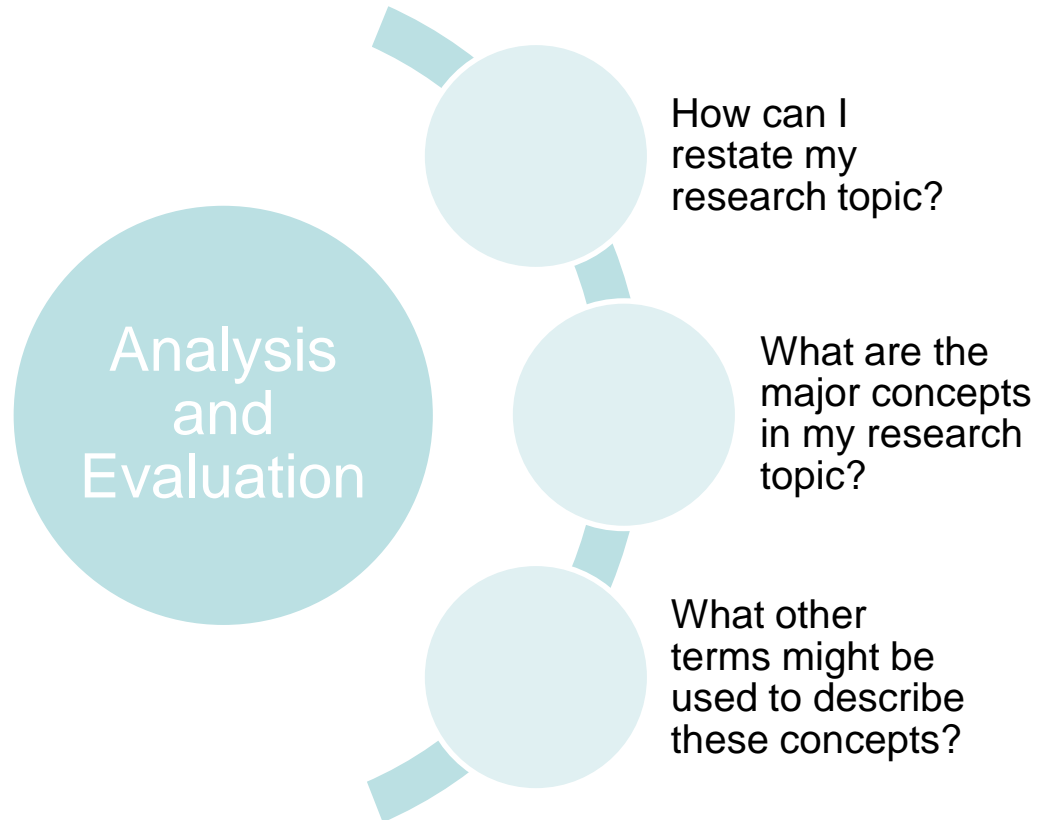 Analysis
and
Evaluation
How can I
restate my
research topic?
What are the
major concepts
in my research
topic?
What other
terms might be
used to describe
these concepts?